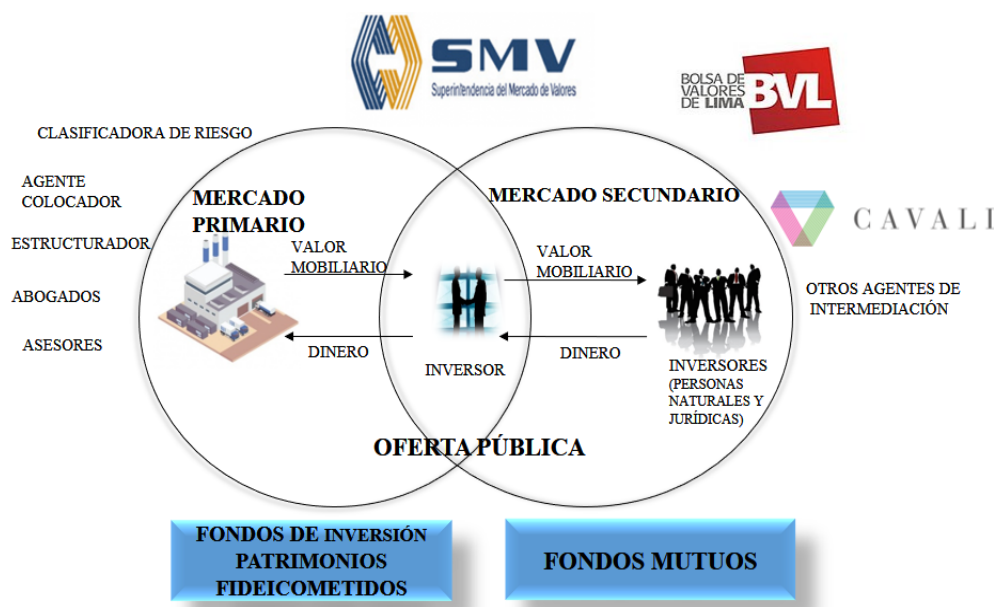 SMV
Superintendencia del Mercado de Valores
BOLSA DE
VALORES
DE LIMA
BVL
CLASIFICADORA DE RIESGO
AGENTE
COLOCADOR
ESTRUCTURADOR
ABOGADOS
ASESORES
MERCADO
PRIMARIO
VALOR
MOBILIARIO
DINERO
INVERSOR
MERCADO SECUNDARIO
VALOR
MOBILIARIO
DINERO
INVERSORES
(PERSONAS
NATURALES Y
JURÍDICAS)
CAVALI
OTROS AGENTES DE
INTERMEDIACIÓN
OFERTA PÚBLICA
FONDOS DE INVERSIÓN
PATRIMONIOS
FIDEICOMETIDOS
FONDOS MUTUOS